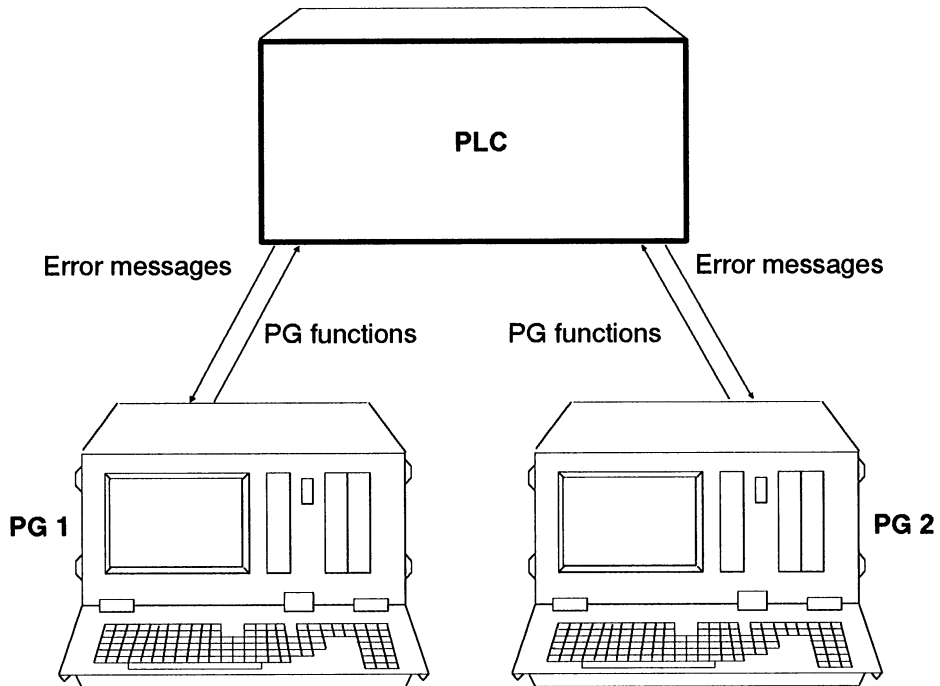 PLC
Error messages
Error messages
PG functions
PG functions
PG 1
PG 2